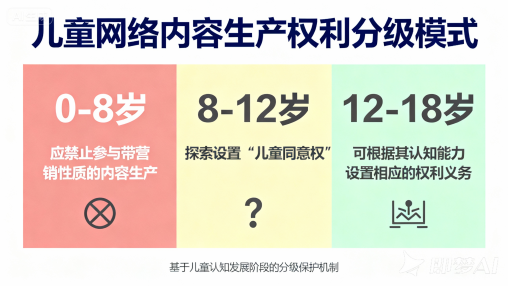 儿童网络内容生产权利分级模式
0-8岁
应禁止参与带营
销性质的内容生产
8-12岁
探索设置“儿童同意权”
?
12-18岁
可根据其认知能力
设置相应的权利义务
基于儿童认知发展阶段的分级保护机制
即梦AI